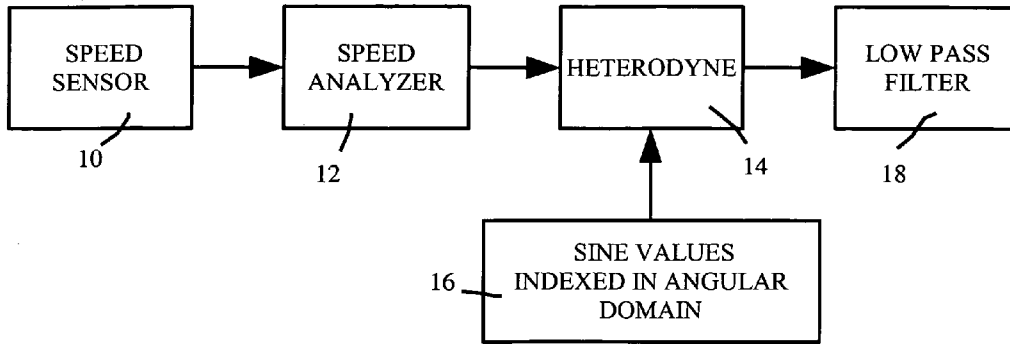 SPEED
SENSOR
10
SPEED
ANALYZER
12
HETERODYNE
14
LOW PASS
FILTER
18
SINE VALUES
INDEXED IN ANGULAR
DOMAIN
16